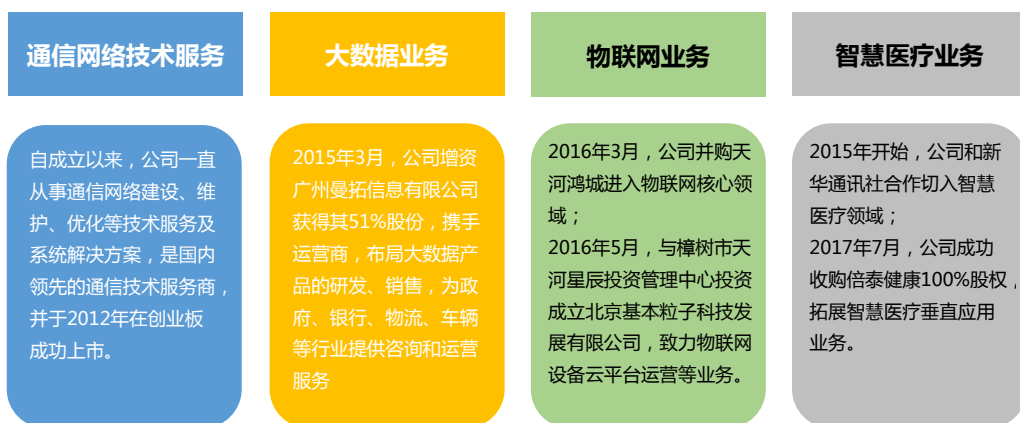 通信网络技术服务
自成立以来，公司一直
从事通信网络建设、维
护、优化等技术服务及
系统解决方案，是国内
领先的通信技术服务商，
并于2012年在创业板
成功上市。
大数据业务
2015年3月，公司增资
广州曼拓信息有限公司
获得其51%股份，携手
运营商，布局大数据产
品的研发、销售，为政
府、银行、物流、车辆
等行业提供咨询和运营
服务
物联网业务
2016年3月，公司并购天
河鸿城进入物联网核心领
域；
2016年5月，与樟树市天
河星辰投资管理中心投资
成立北京基本粒子科技发
展有限公司，致力物联网
设备云平台运营等业务。
智慧医疗业务
2015年开始，公司和新
华通讯社合作切入智慧
医疗领域；
2017年7月，公司成功
收购倍泰健康100%股权，
拓展智慧医疗垂直应用
业务。